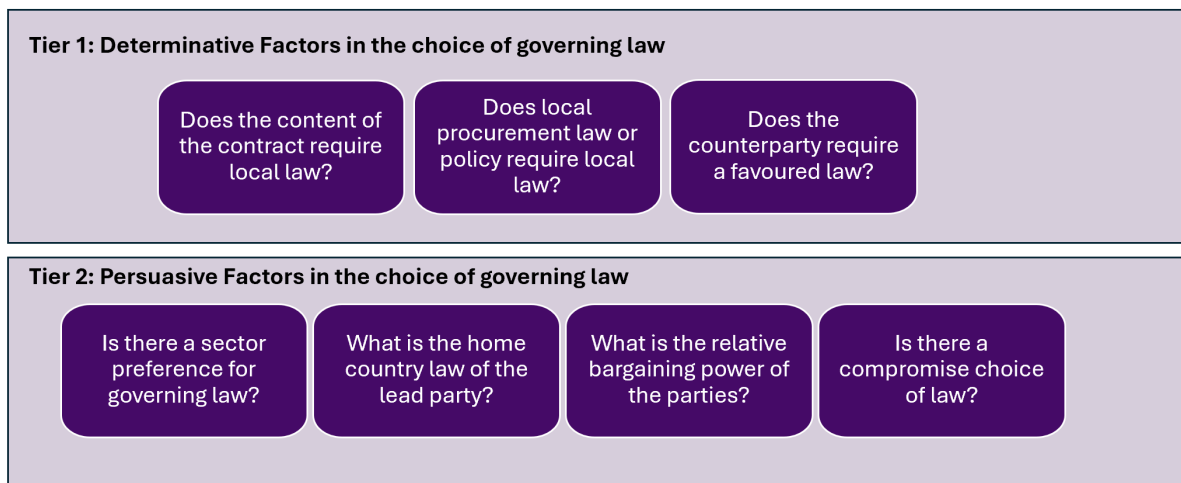 Tier 1: Determinative Factors in the choice of governing law
Does the content of
the contract require
local law?
Does local
procurement law or
policy require local
law?
Does the
counterparty require
a favoured law?
Tier 2: Persuasive Factors in the choice of governing law
Is there a sector
preference for
governing law?
What is the home
country law of the
lead party?
What is the relative
bargaining power of
the parties?
Is there a
compromise choice
of law?